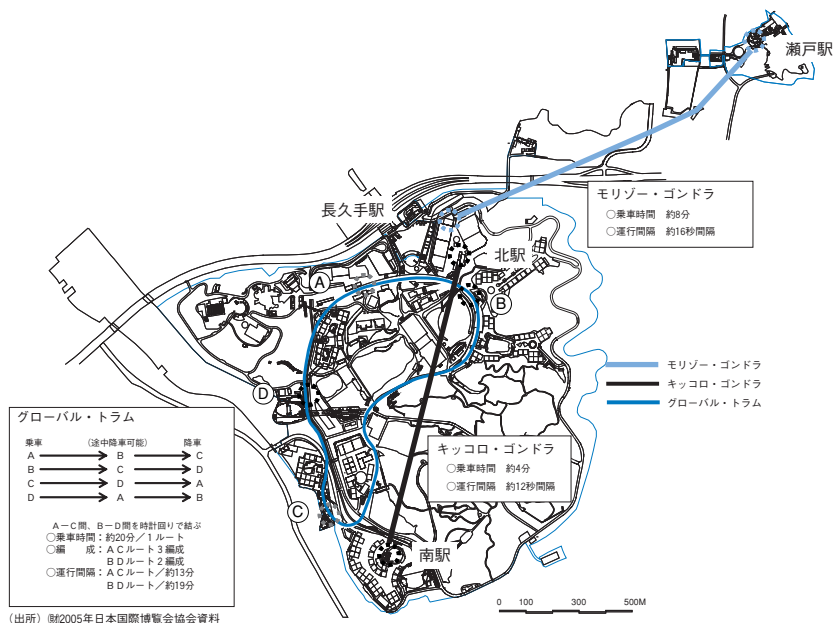 瀬戸駅
長久手駅
モリゾー・ゴンドラ
○乗車時間　約8分
○運行間隔　約16秒間隔
北駅
A
B
D
C
モリゾー・ゴンドラ
キッコロ・ゴンドラ
グローバル・トラム
グローバル・トラム
乗車　（途中降車可能）　降車
A B C
B C D
C D A
D A B
A－C間、B－D間を時計回りで結ぶ
○乗車時間：約20分／1ルート
○編　　成：ACルート3編成
BDルート2編成
○運行間隔：ACルート／約13分
BDルート／約19分
キッコロ・ゴンドラ
○乗車時間　約4分
○運行間隔　約12秒間隔
南駅
0 100 300 500M
（出所）㈶2005年日本国際博覧会協会資料